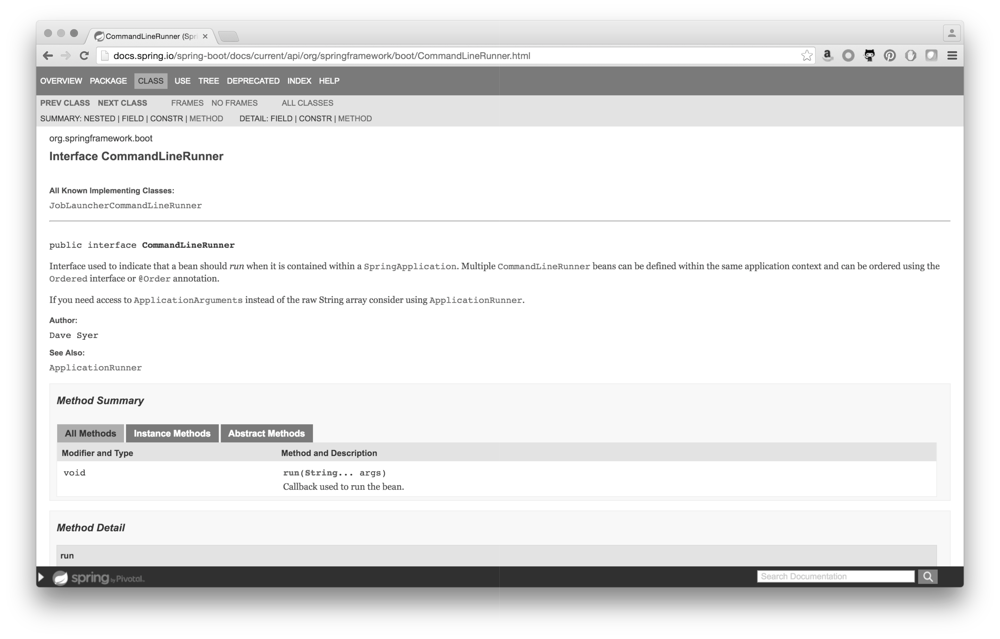 CommandLineRunner (Spri
docs.spring.io/spring-boot/docs/current/api/org/springframework/boot/CommandLineRunner.html
OVERVIEW PACKAGE CLASS USE TREE DEPRECATED INDEX HELP
PREV CLASS NEXT CLASS FRAMES NO FRAMES ALL CLASSES
SUMMARY: NESTED | FIELD | CONSTR | METHOD DETAIL: FIELD | CONSTR | METHOD
org.springframework.boot
Interface CommandLineRunner
All Known Implementing Classes:
JobLauncherCommandLineRunner
public interface CommandLineRunner
Interface used to indicate that a bean should run when it is contained within a SpringApplication. Multiple CommandLineRunner beans can be defined within the same application context and can be ordered using the
Ordered interface or @Order annotation.
If you need access to ApplicationArguments instead of the raw String array consider using ApplicationRunner.
Author:
Dave Syer
See Also:
ApplicationRunner
Method Summary
All Methods Instance Methods Abstract Methods
Modifier and Type Method and Description
void run(String... args)
Callback used to run the bean.
Method Detail
run
spring by Pivotal™ Search Documentation